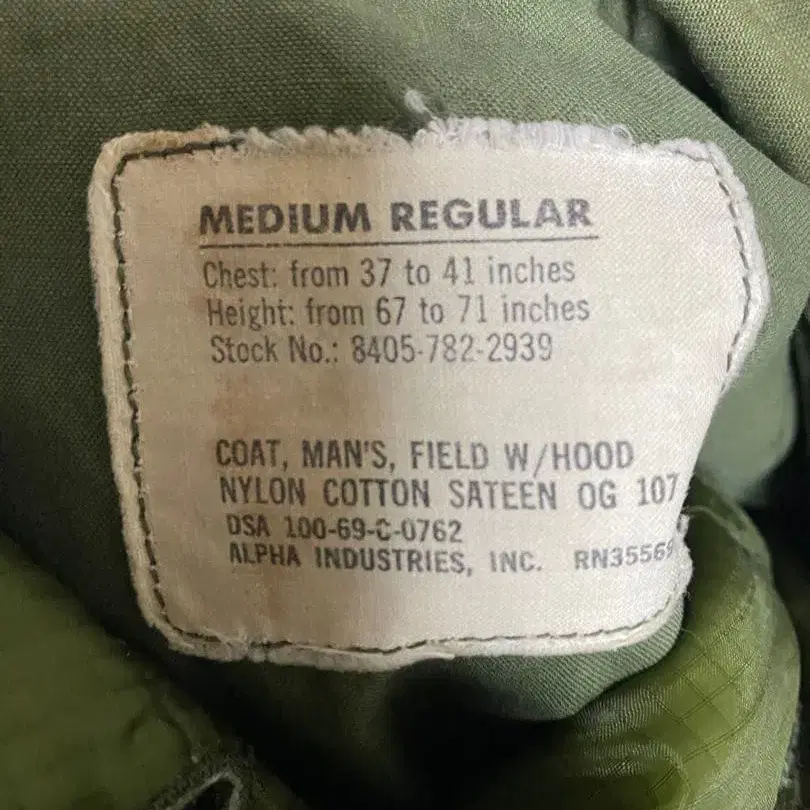 MEDIUM REGULAR
Chest: from 37 to 41 inches
Height: from 67 to 71 inches
Stock No.: 8405-782-2939
COAT, MAN'S, FIELD W/HOOD
NYLON COTTON SATEEN OG 107
DSA 100-69-C-0762
ALPHA INDUSTRIES, INC. RN35569